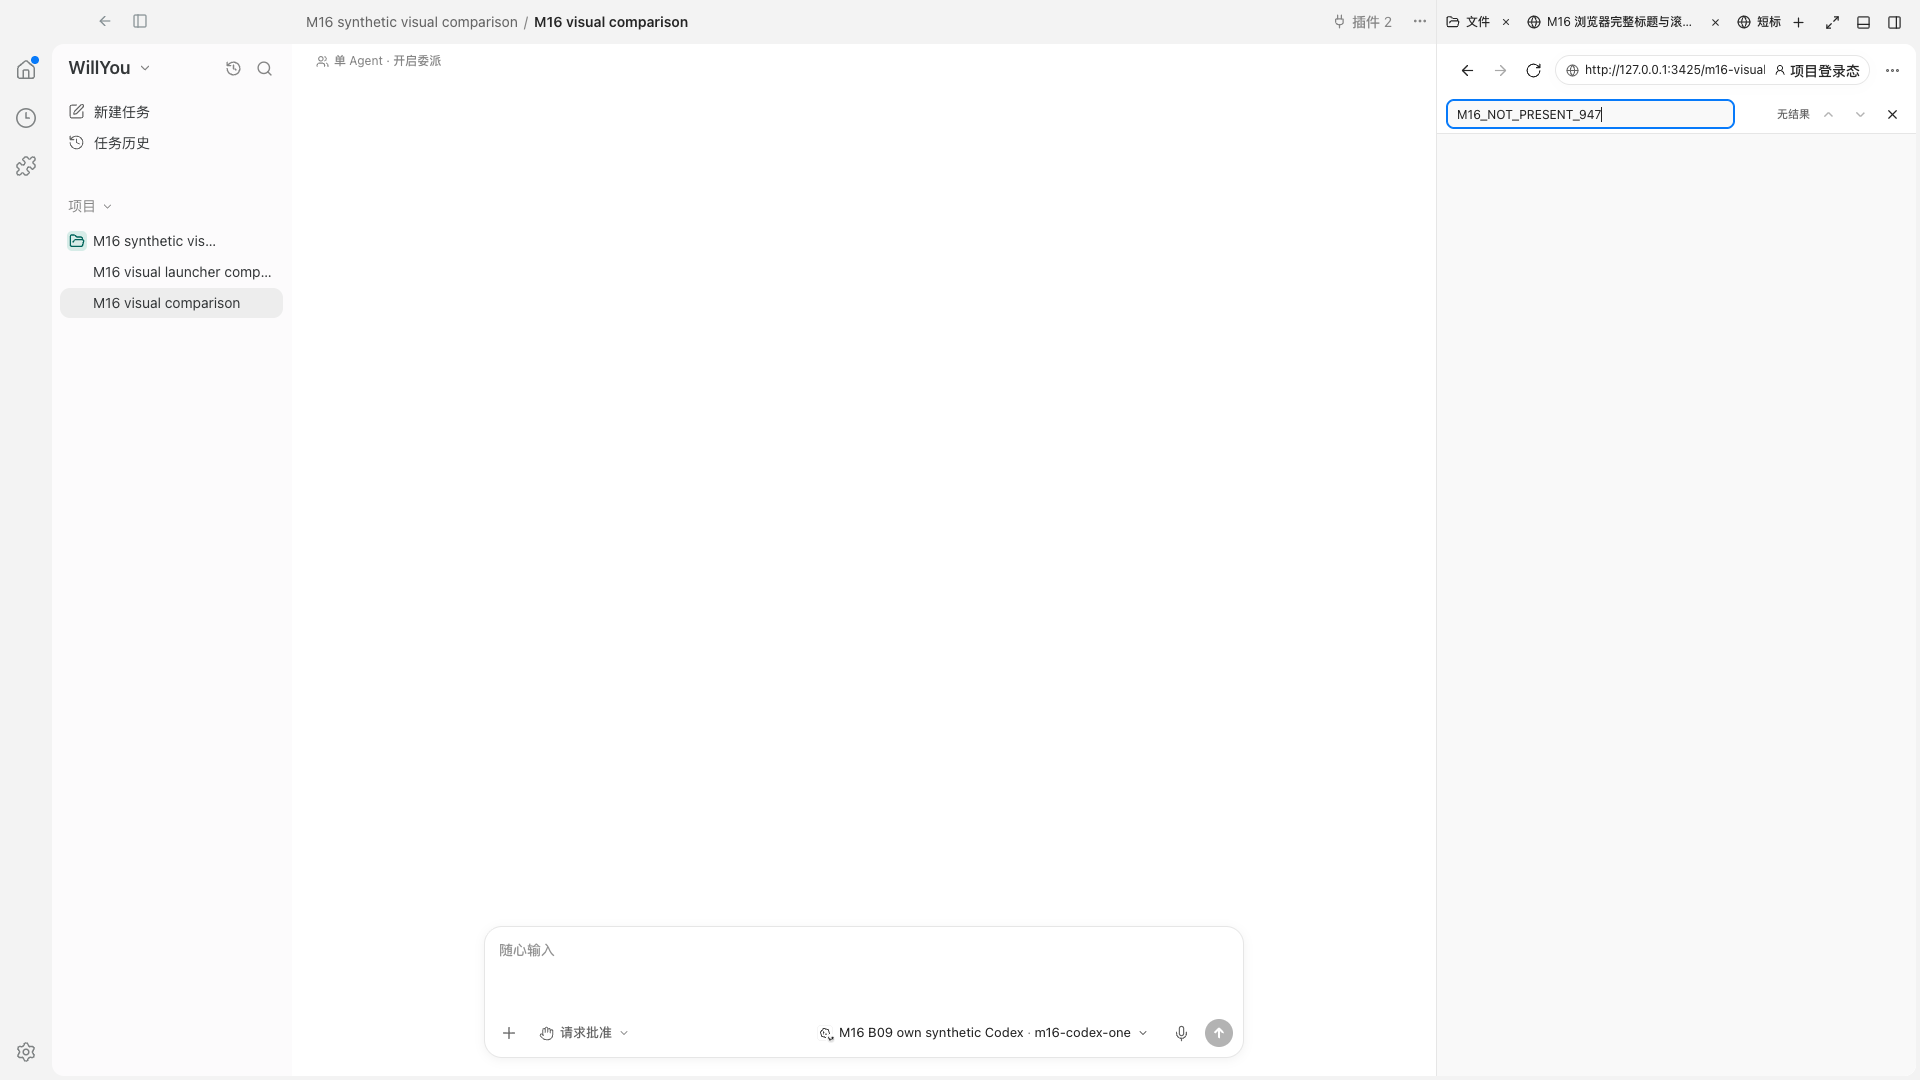 M16 synthetic visual comparison / M16 visual comparison
插件 2
文件
M16 浏览器完整标题与滚...
短标
WillYou
单 Agent · 开启委派
http://127.0.0.1:3425/m16-visual
项目登录态
新建任务
M16_NOT_PRESENT_947
无结果
任务历史
项目
M16 synthetic vis...
M16 visual launcher comp...
M16 visual comparison
随心输入
请求批准
M16 B09 own synthetic Codex · m16-codex-one